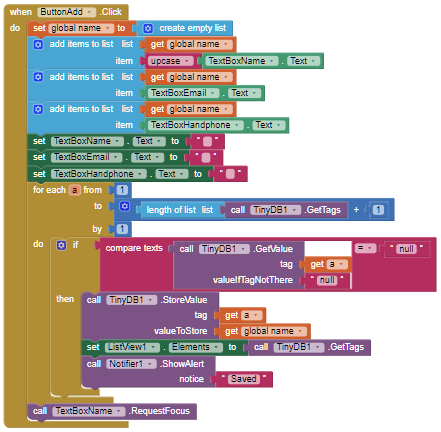 when ButtonAdd .Click
do set global name to create empty list
add items to list list get global name
item upcase TextBoxName . Text
add items to list list get global name
item TextBoxEmail . Text
add items to list list get global name
item TextBoxHandphone . Text
set TextBoxName . Text to " "
set TextBoxEmail . Text to " "
set TextBoxHandphone . Text to " "
for each a from 1
to length of list list call TinyDB1 .GetTags + 1
by 1
do if compare texts call TinyDB1 .GetValue = " null "
tag get a
valueIfTagNotThere " null "
then call TinyDB1 .StoreValue
tag get a
valueToStore get global name
set ListView1 . Elements to call TinyDB1 .GetTags
call Notifier1 .ShowAlert
notice " Saved "
call TextBoxName .RequestFocus